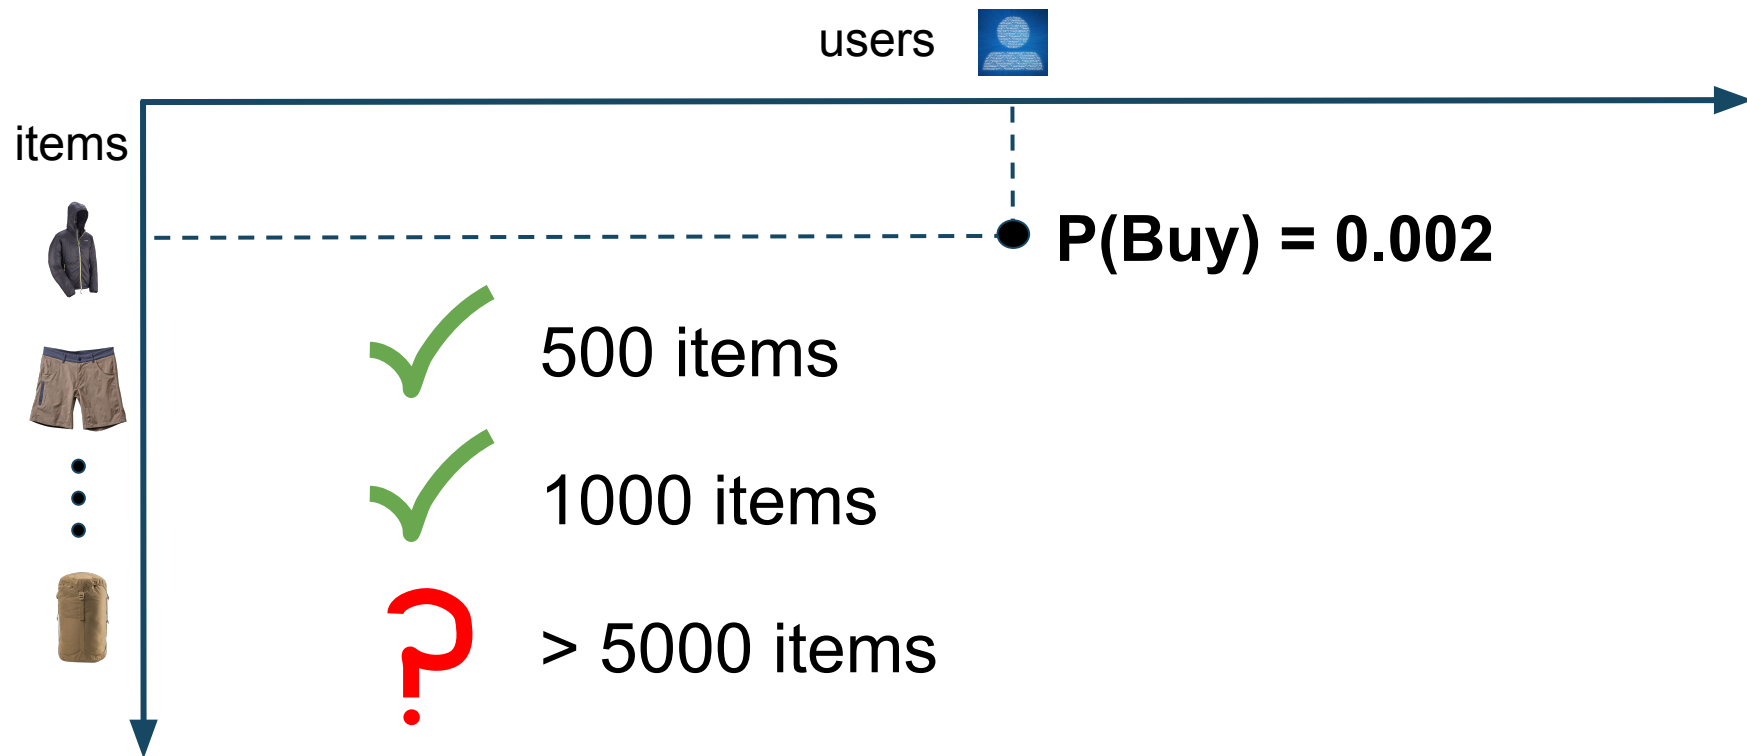 users
items
P(Buy) = 0.002
500 items
1000 items
> 5000 items